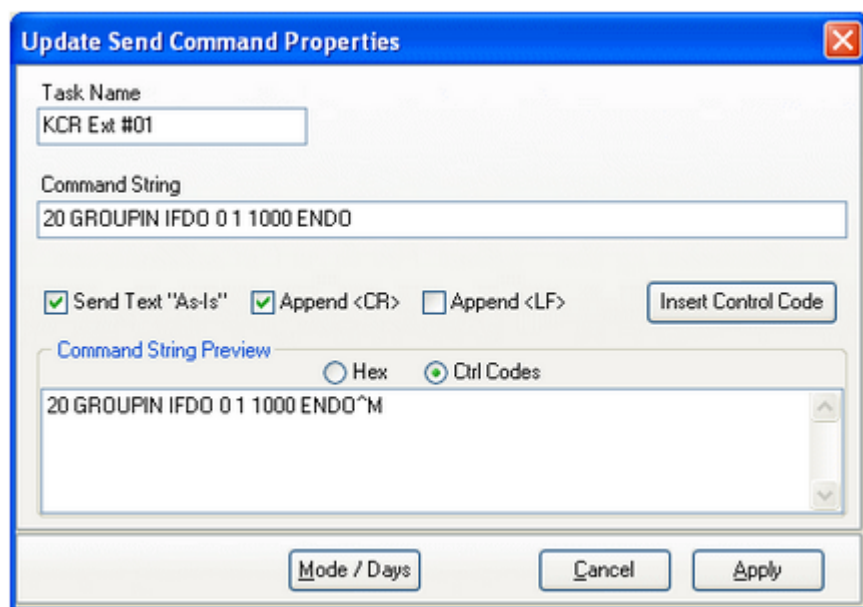 Update Send Command Properties
Task Name
KCR Ext #01
Command String
20 GROUPIN IFDO 0 1 1000 ENDO
Send Text "As-Is" Append <CR> Append <LF> Insert Control Code
Command String Preview
Hex Ctrl Codes
20 GROUPIN IFDO 0 1 1000 ENDO^M
Mode / Days Cancel Apply